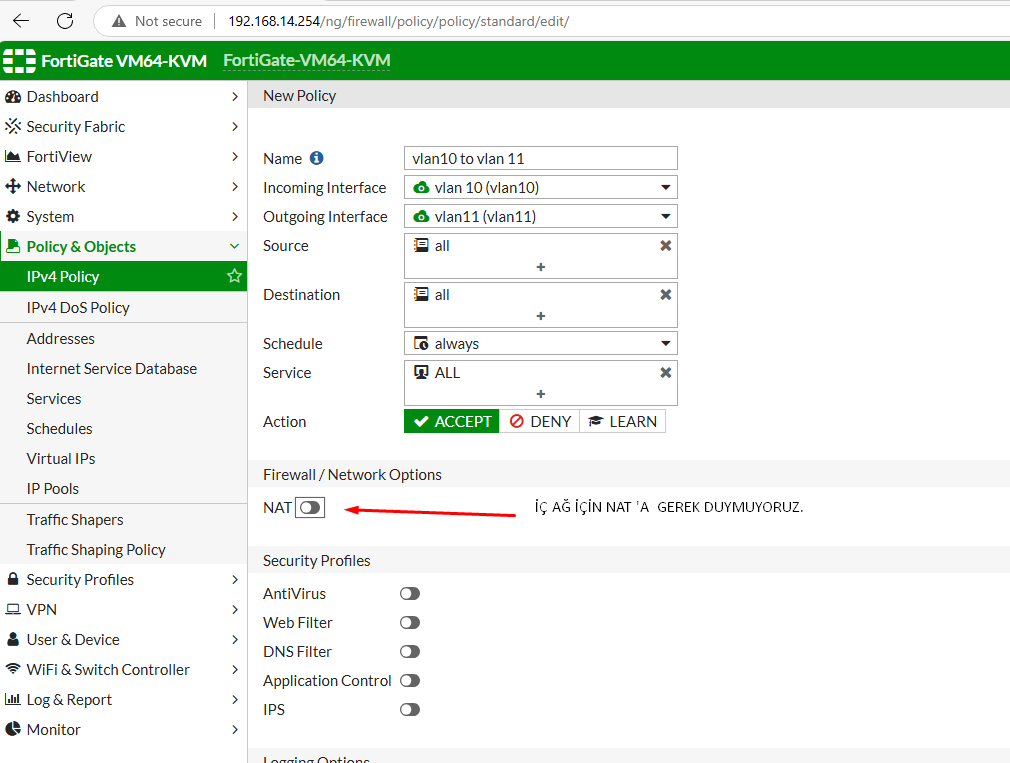 Not secure 192.168.14.254/ng/firewall/policy/policy/standard/edit/
FortiGate VM64-KVM FortiGate-VM64-KVM
Dashboard
Security Fabric
FortiView
Network
System
Policy & Objects
IPv4 Policy
IPv4 DoS Policy
Addresses
Internet Service Database
Services
Schedules
Virtual IPs
IP Pools
Traffic Shapers
Traffic Shaping Policy
Security Profiles
VPN
User & Device
WiFi & Switch Controller
Log & Report
Monitor
New Policy
Name vlan10 to vlan 11
Incoming Interface vlan 10 (vlan10)
Outgoing Interface vlan11 (vlan11)
Source all
+
Destination all
+
Schedule always
Service ALL
+
Action ACCEPT DENY LEARN
Firewall / Network Options
NAT İÇ AĞ İÇİN NAT 'A GEREK DUYMUYORUZ.
Security Profiles
AntiVirus
Web Filter
DNS Filter
Application Control
IPS
Logging Options